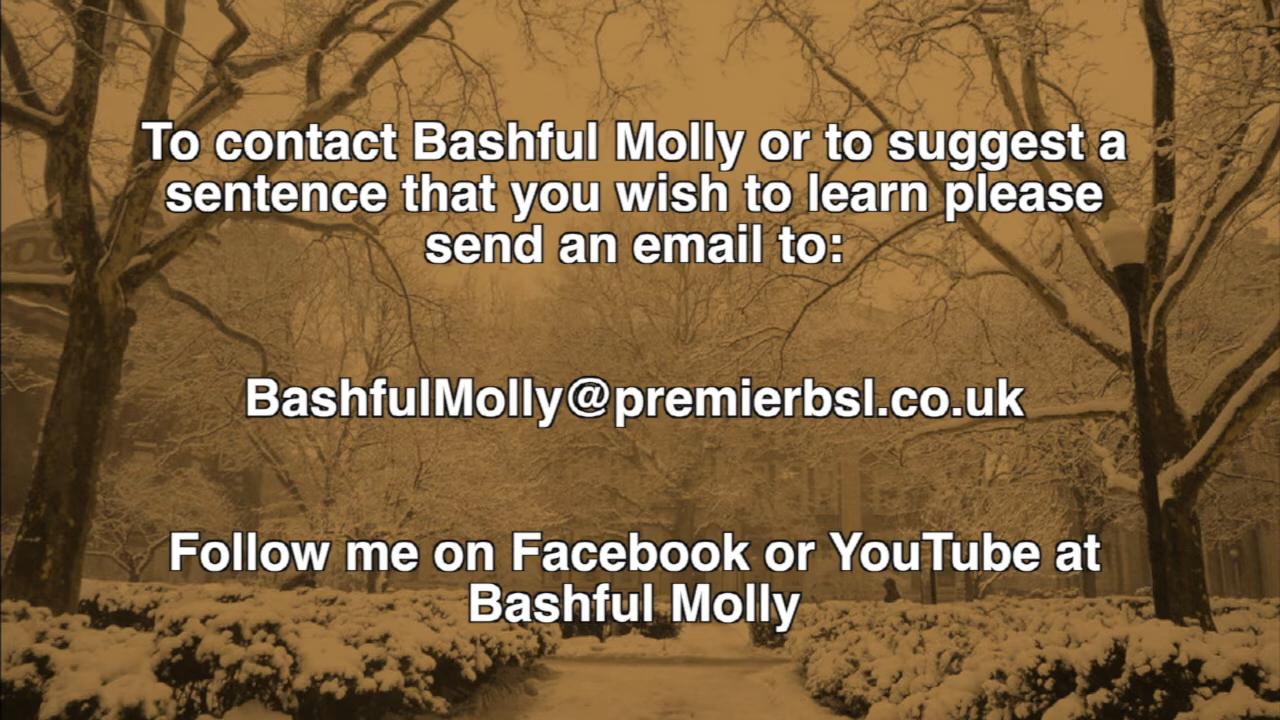 To contact Bashful Molly or to suggest a
sentence that you wish to learn please
send an email to:
BashfulMolly@premierbsl.co.uk
Follow me on Facebook or YouTube at
Bashful Molly